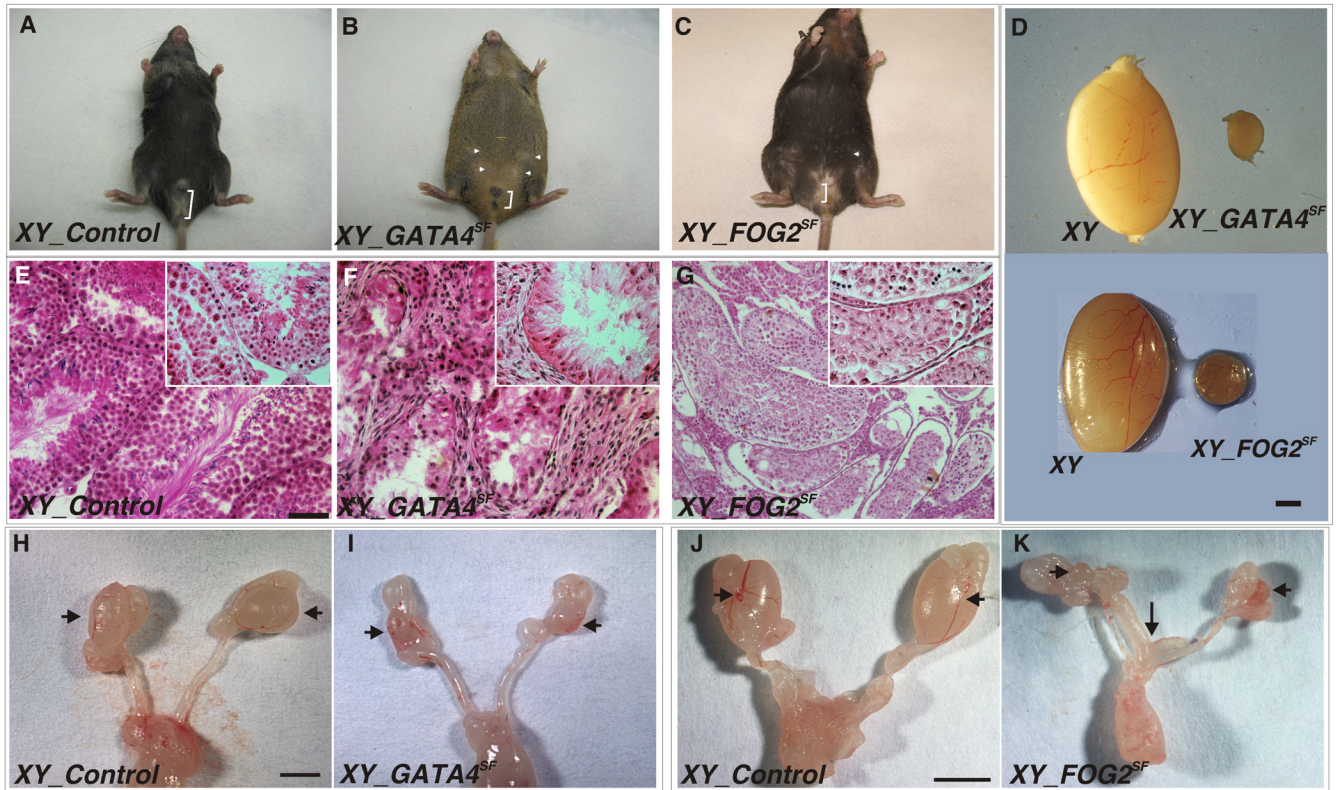 A
B
C
D
XY_Control
XY_GATA4SF
XY_FOG2SF
XY
XY_GATA4SF
XY
XY_FOG2SF
E
F
G
XY_Control
XY_GATA4SF
XY_FOG2SF
H
I
J
K
XY_Control
XY_GATA4SF
XY_Control
XY_FOG2SF